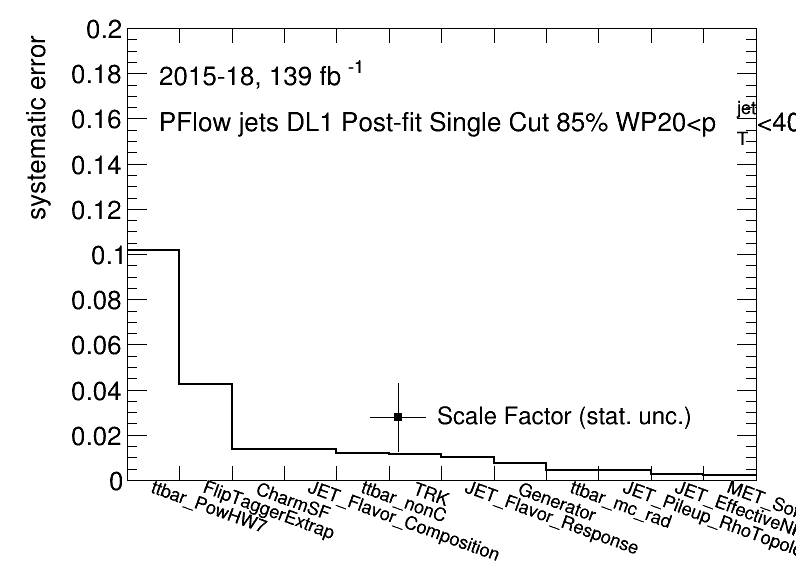 systematic error
0.2
0.18
0.16
0.14
0.12
0.1
0.08
0.06
0.04
0.02
0
2015-18, 139 fb -1
PFlow jets DL1 Post-fit Single Cut 85% WP20<p jet T <40
Scale Factor (stat. unc.)
ttbar_PowHW7
FlipTaggerExtrap
CharmSF
JET_Flavor_Composition
ttbar_nonC
TRK
JET_Flavor_Response
Generator
ttbar_mc_rad
JET_Pileup_RhoTopolo
JET_EffectiveN
MET_So